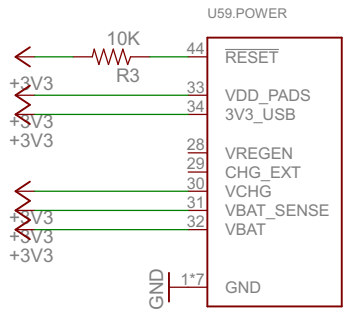 U59.POWER
10K
44
RESET
R3
+3V3
33
VDD_PADS
34
3V3_USB
+3V3
+3V3
28
VREGEN
29
CHG_EXT
30
VCHG
+3V3
31
VBAT_SENSE
+3V3
32
VBAT
+3V3
GND
1*7
GND